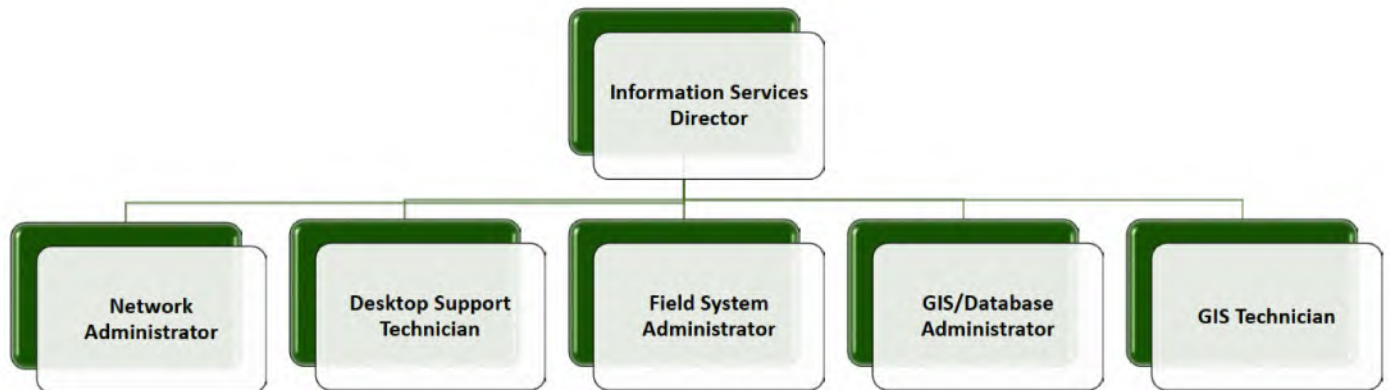 Information Services
Director
Network
Administrator
Desktop Support
Technician
Field System
Administrator
GIS/Database
Administrator
GIS Technician